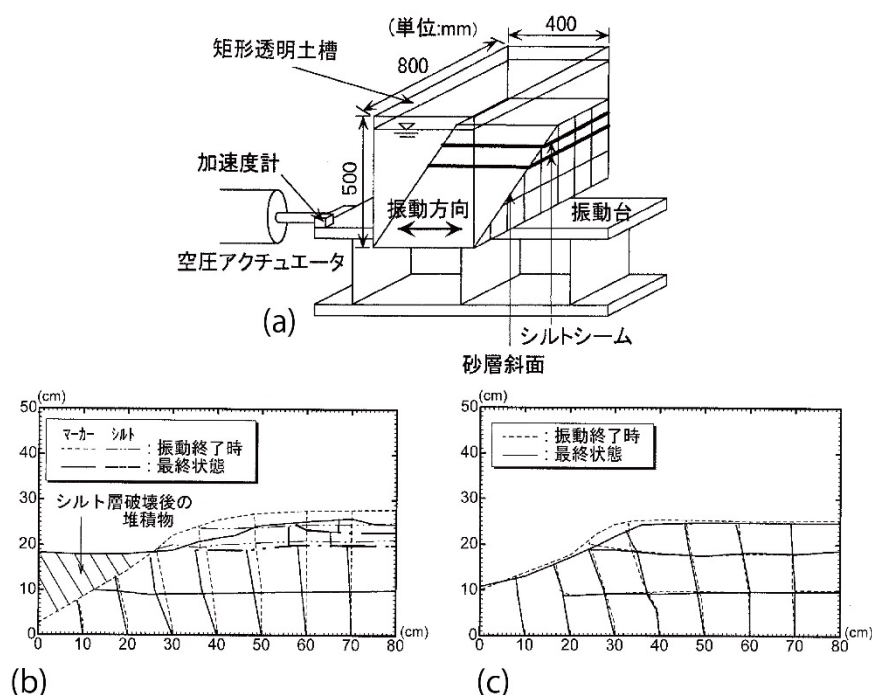 (単位:mm)
400
矩形透明土槽
800
加速度計
500
振動方向
振動台
空圧アクチュエータ
(a)
シルトシーム
砂層斜面
(cm)
50
40
30
20
10
0
マーカー シルト
:振動終了時
:最終状態
シルト層破壊後の
堆積物
0 10 20 30 40 50 60 70 80
(cm)
(b)
(cm)
50
40
30
20
10
0
:振動終了時
:最終状態
0 10 20 30 40 50 60 70 80
(cm)
(c)